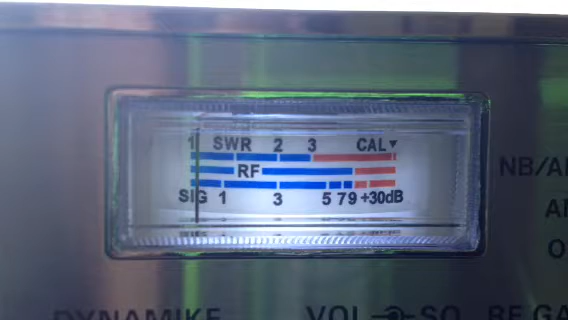 1 SWR 2 3 CAL▼
RF
SIG 1 3 5 7 9 +30dB
NB/
DYNAMIKE VOL SQ RF GA